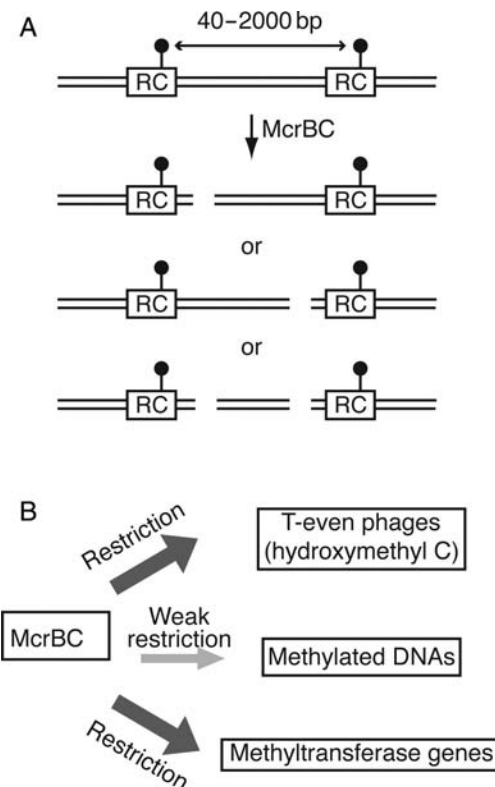 A
40–2000 bp
RC RC
McrBC
RC RC
or
RC RC
or
RC RC
B
Restriction
T-even phages
(hydroxymethyl C)
McrBC
Weak
restriction
Methylated DNAs
Restriction
Methyltransferase genes